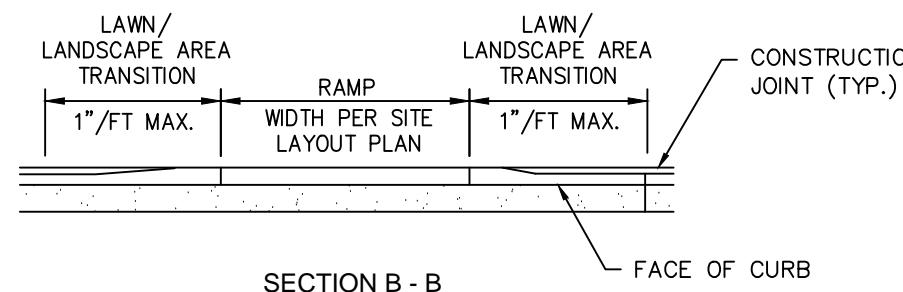 LAWN/
LANDSCAPE AREA
TRANSITION
1"/FT MAX.
RAMP
WIDTH PER SITE
LAYOUT PLAN
LAWN/
LANDSCAPE AREA
TRANSITION
1"/FT MAX.
CONSTRUCTIO
JOINT (TYP.)
FACE OF CURB
SECTION B - B